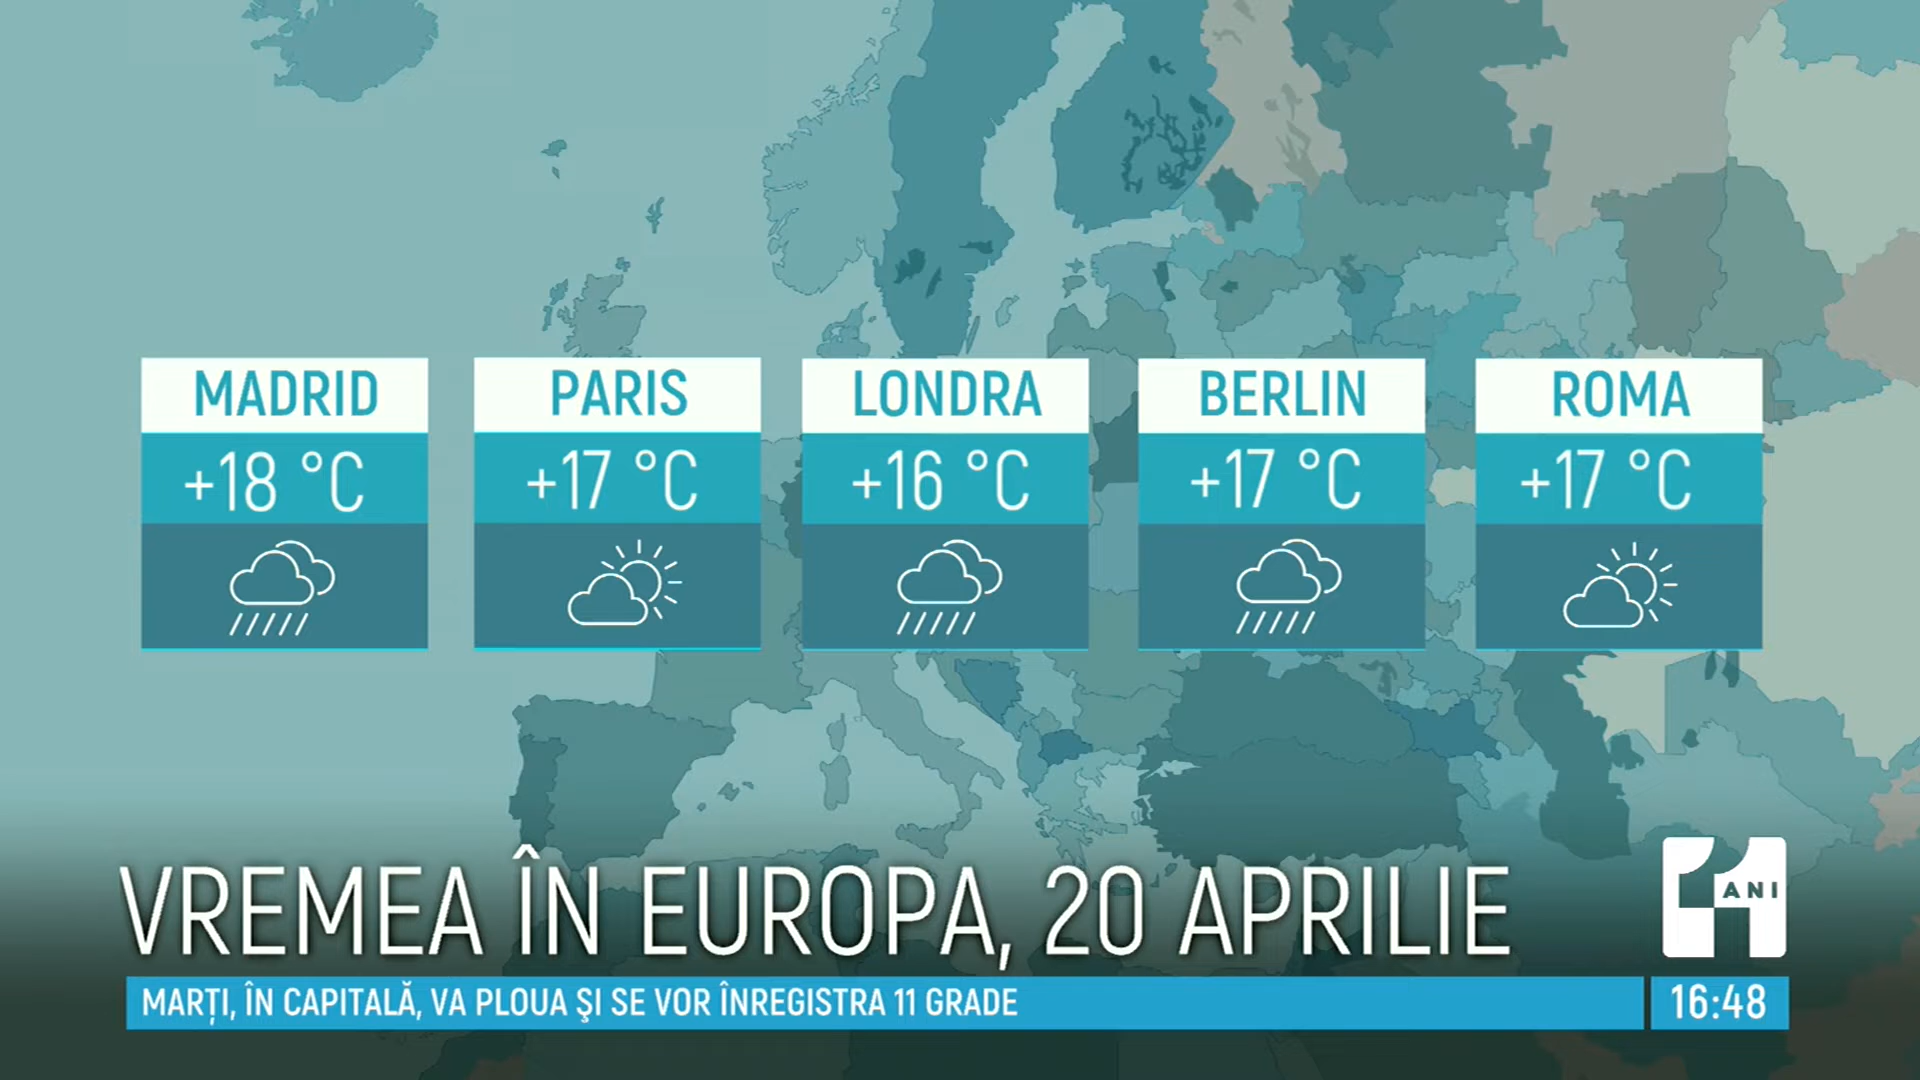 MADRID
+18 °C
PARIS
+17 °C
LONDRA
+16 °C
BERLIN
+17 °C
ROMA
+17 °C
VREMEA ÎN EUROPA, 20 APRILIE
11 ANI
MARȚI, ÎN CAPITALĂ, VA PLOUA ŞI SE VOR ÎNREGISTRA 11 GRADE
16:48